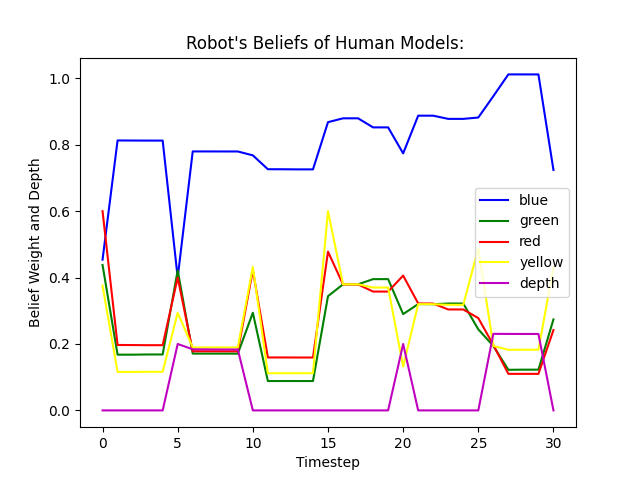 Robot's Beliefs of Human Models:
Belief Weight and Depth
1.0
0.8
0.6
0.4
0.2
0.0
0 5 10 15 20 25 30
Timestep
blue
green
red
yellow
depth